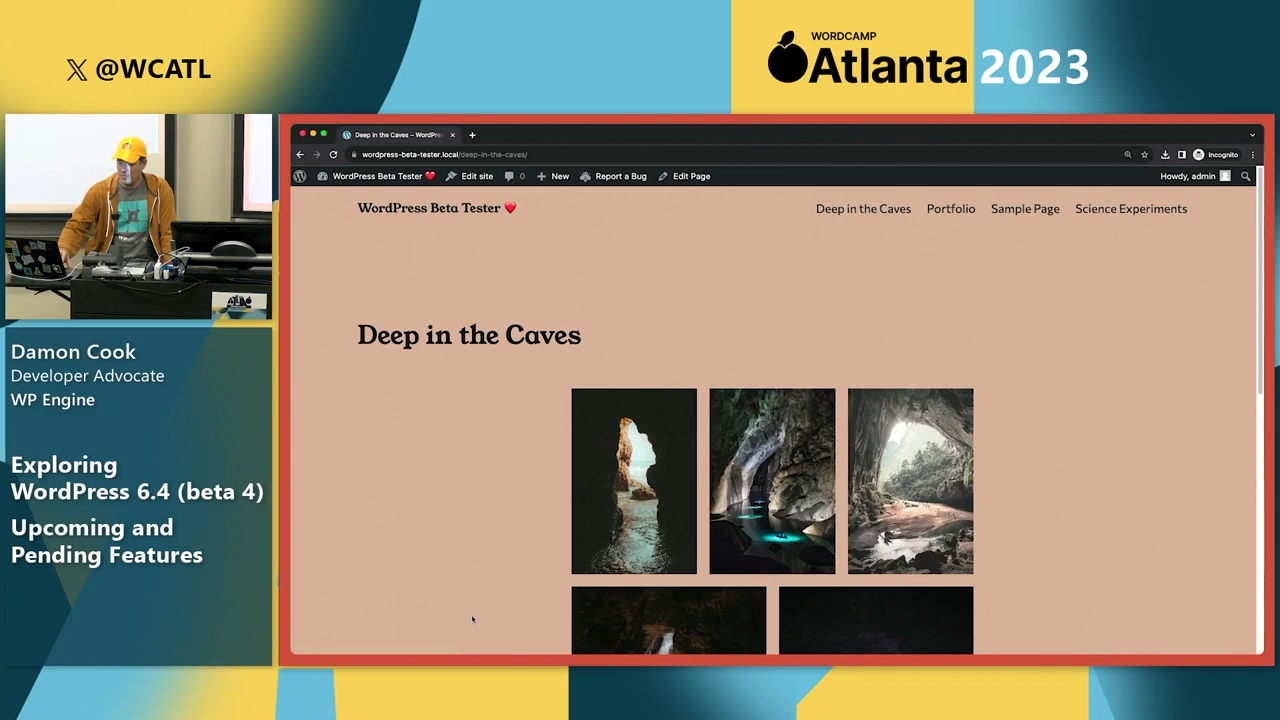 𝕏 @WCATL
WORDCAMP
Atlanta 2023
Deep in the Caves – WordPre
wordpress-beta-tester.local/deep-in-the-caves/
Incognito
WordPress Beta Tester ❤️
Edit site
0
New
Report a Bug
Edit Page
Howdy, admin
WordPress Beta Tester ❤️
Deep in the Caves
Portfolio
Sample Page
Science Experiments
Deep in the Caves
Damon Cook
Developer Advocate
WP Engine
Exploring
WordPress 6.4 (beta 4)
Upcoming and
Pending Features